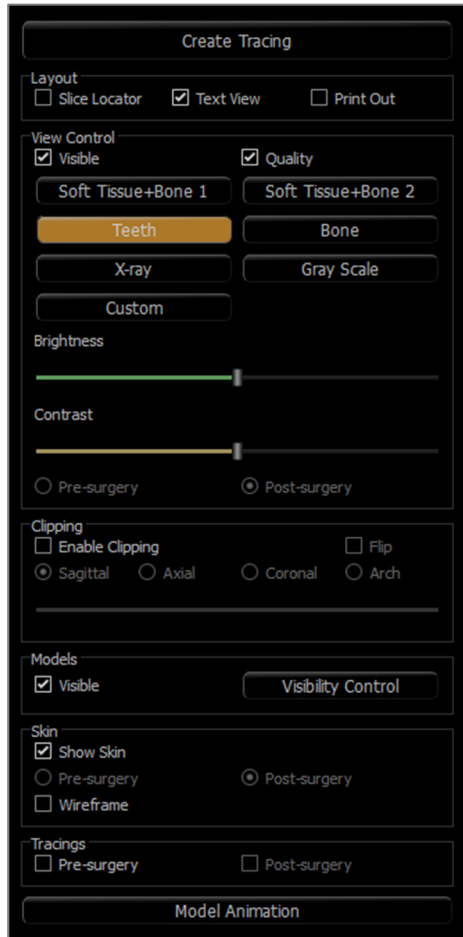 Create Tracing
Layout
Slice Locator Text View Print Out
View Control
Visible Quality
Soft Tissue+Bone 1 Soft Tissue+Bone 2
Teeth Bone
X-ray Gray Scale
Custom
Brightness
Contrast
Pre-surgery Post-surgery
Clipping
Enable Clipping Flip
Sagittal Axial Coronal Arch
Models
Visible Visibility Control
Skin
Show Skin
Pre-surgery Post-surgery
Wireframe
Tracings
Pre-surgery Post-surgery
Model Animation